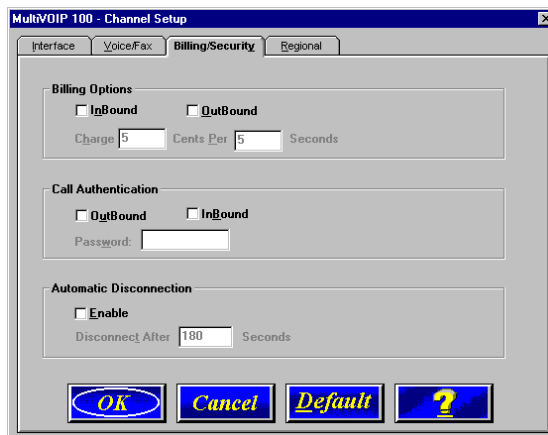 MultiVOIP 100 - Channel Setup
Interface Voice/Fax Billing/Security Regional
Billing Options
InBound OutBound
Charge 5 Cents Per 5 Seconds
Call Authentication
OutBound InBound
Password:
Automatic Disconnection
Enable
Disconnect After 180 Seconds
OK Cancel Default ?